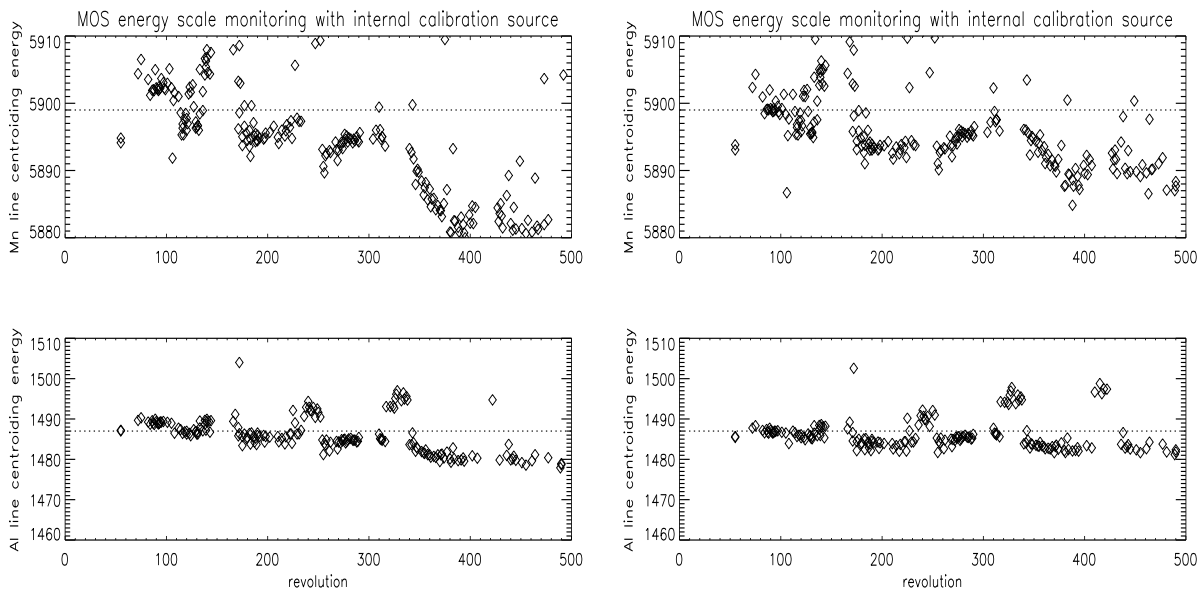 MOS energy scale monitoring with internal calibration source
Mn line centroiding energy
5910
5900
5890
5880
0 100 200 300 400 500
MOS energy scale monitoring with internal calibration source
Mn line centroiding energy
5910
5900
5890
5880
0 100 200 300 400 500
Al line centroiding energy
1510
1500
1490
1480
1470
1460
0 100 200 300 400 500
revolution
Al line centroiding energy
1510
1500
1490
1480
1470
1460
0 100 200 300 400 500
revolution